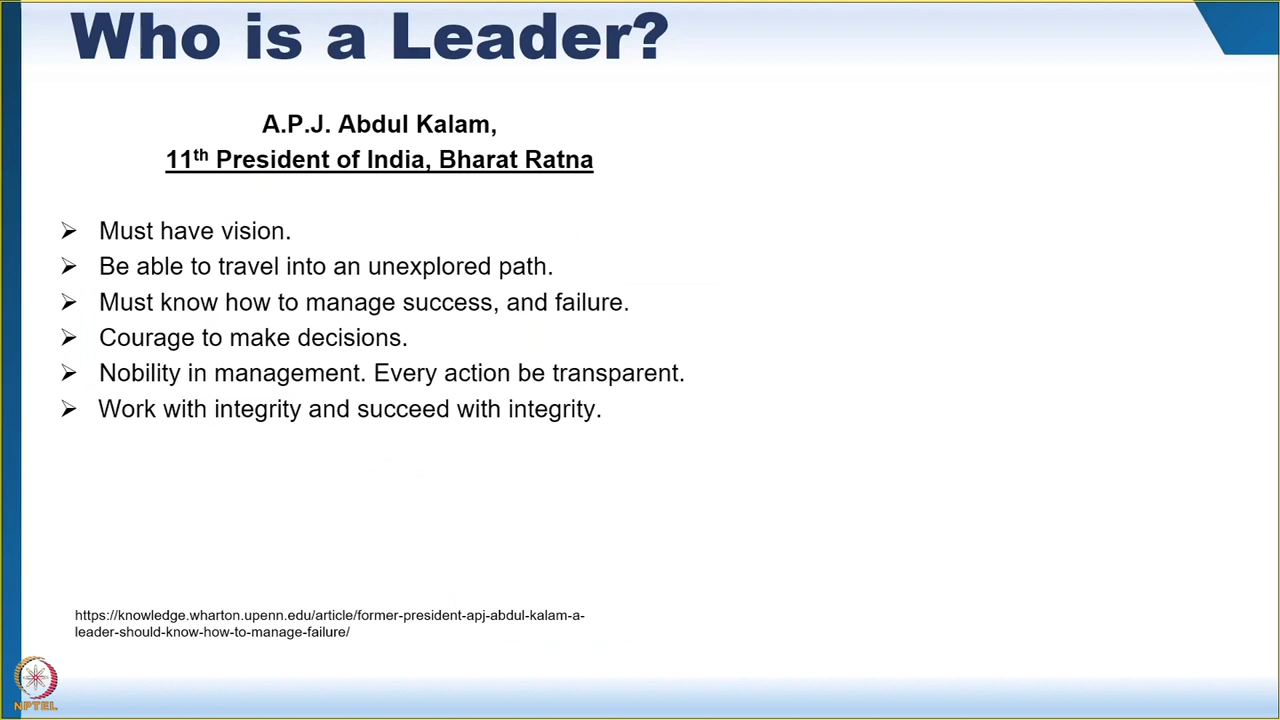 Who is a Leader?
A.P.J. Abdul Kalam,
11th President of India, Bharat Ratna
➢ Must have vision.
➢ Be able to travel into an unexplored path.
➢ Must know how to manage success, and failure.
➢ Courage to make decisions.
➢ Nobility in management. Every action be transparent.
➢ Work with integrity and succeed with integrity.
https://knowledge.wharton.upenn.edu/article/former-president-apj-abdul-kalam-a-
leader-should-know-how-to-manage-failure/
NPTEL